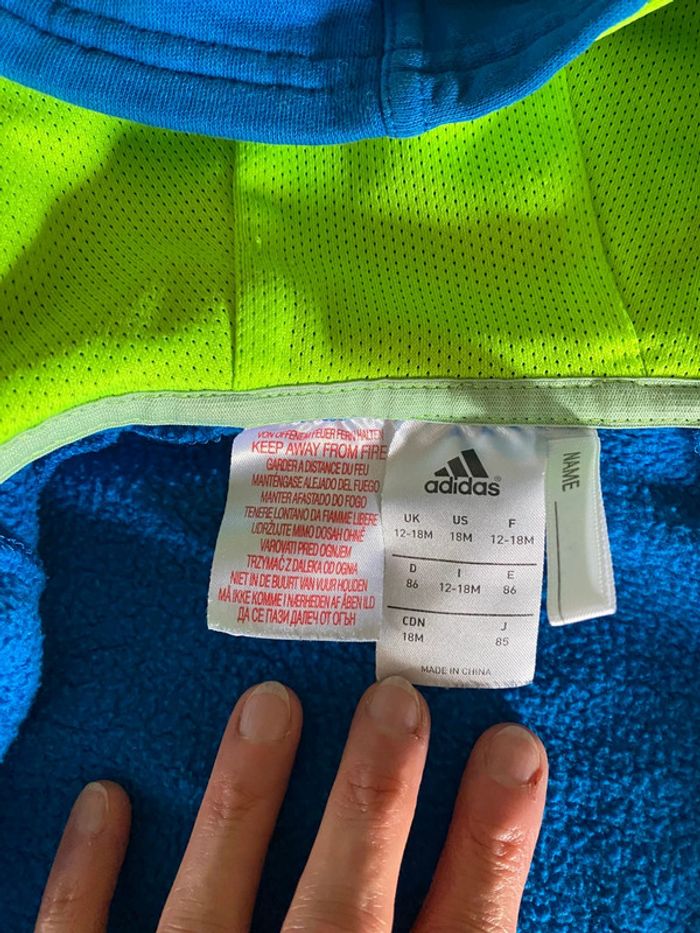 VON OFFENEM FEUER FERN HALTEN
KEEP AWAY FROM FIRE
GARDER A DISTANCE DU FEU
MANTÉNGASE ALEJADO DEL FUEGO
MANTER AFASTADO DO FOGO
TENERE LONTANO DA FIAMME LIBERE
UDRŽUJTE MIMO DOSAH OHNĚ
VAROVATI PRED OGNJEM
TRZYMAĆ Z DALEKA OD OGNIA
NIET IN DE BUURT VAN VUUR HOUDEN
MÅ IKKE KOMME I NÆRHEDEN AF ÅBEN ILD
ДА СЕ ПАЗИ ДАЛЕЧ ОТ ОГЪН
adidas
UK US F
12-18M 18M 12-18M
D I E
86 12-18M 86
CDN J
18M 85
MADE IN CHINA
NAME